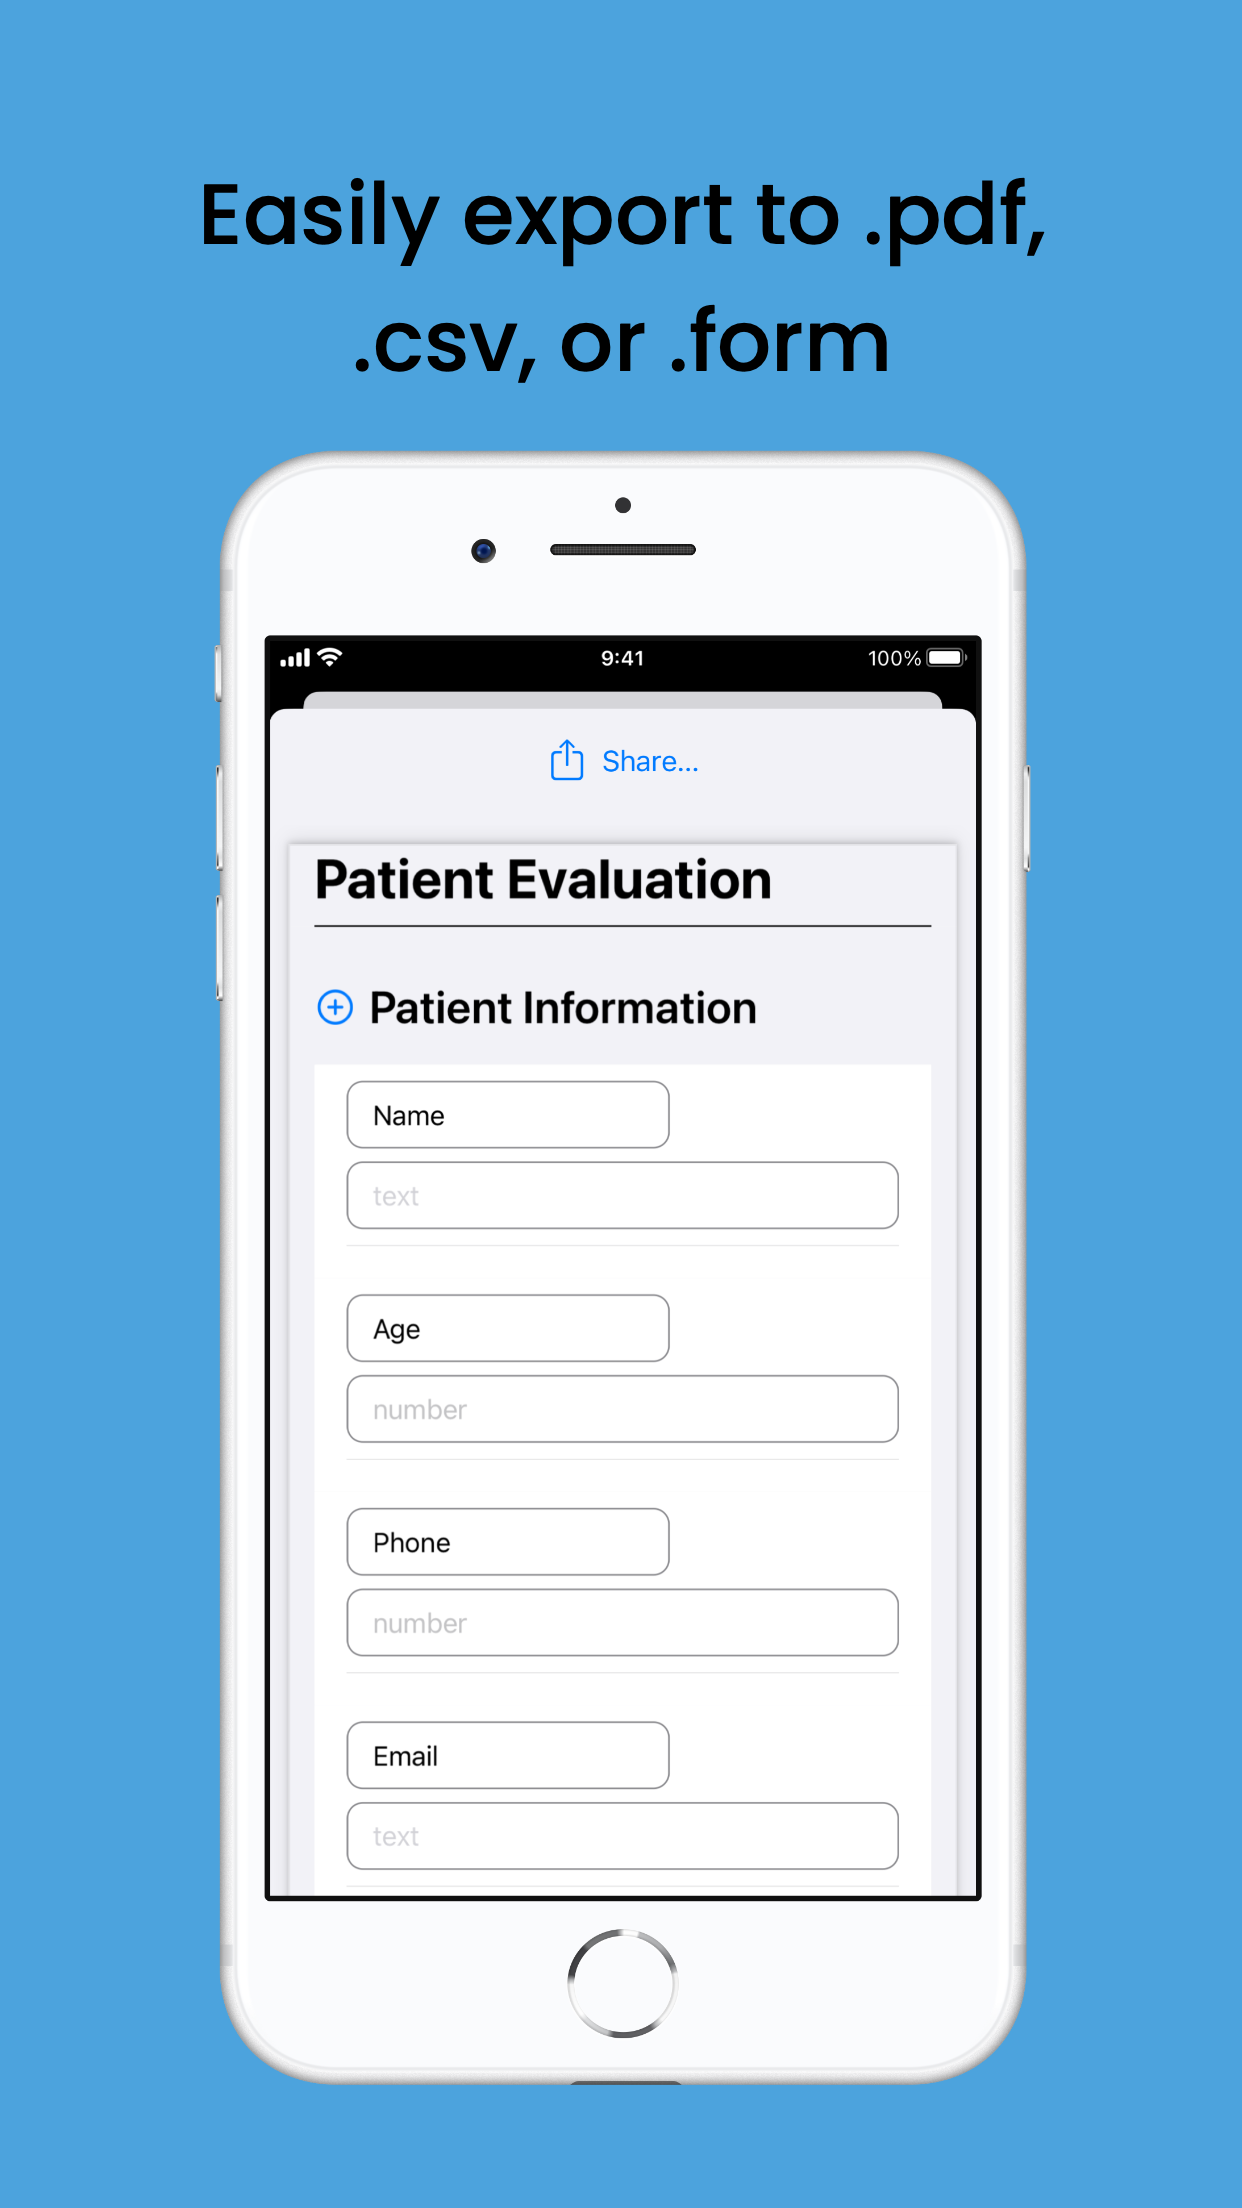 Easily export to .pdf,
.csv, or .form
9:41
100%
Share...
Patient Evaluation
Patient Information
Name
text
Age
number
Phone
number
Email
text